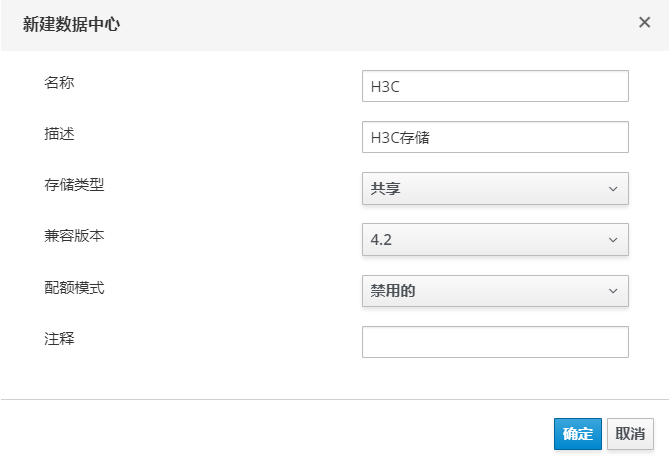 新建数据中心
名称 H3C
描述 H3C存储
存储类型 共享
兼容版本 4.2
配额模式 禁用的
注释
确定 取消